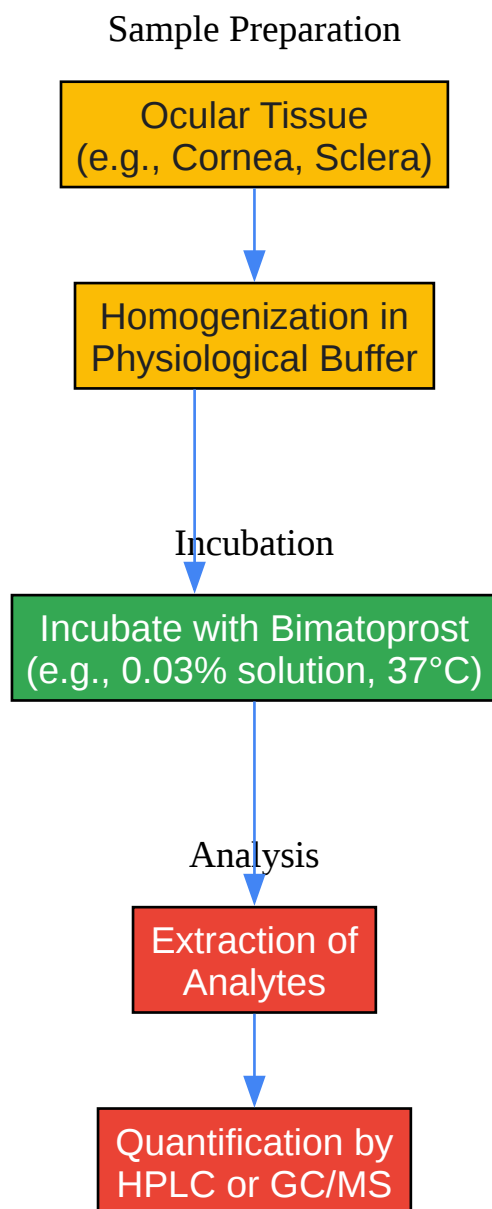 Sample Preparation
Ocular Tissue
(e.g., Cornea, Sclera)
Homogenization in
Physiological Buffer
Incubation
Incubate with Bimatoprost
(e.g., 0.03% solution, 37°C)
Analysis
Extraction of
Analytes
Quantification by
HPLC or GC/MS